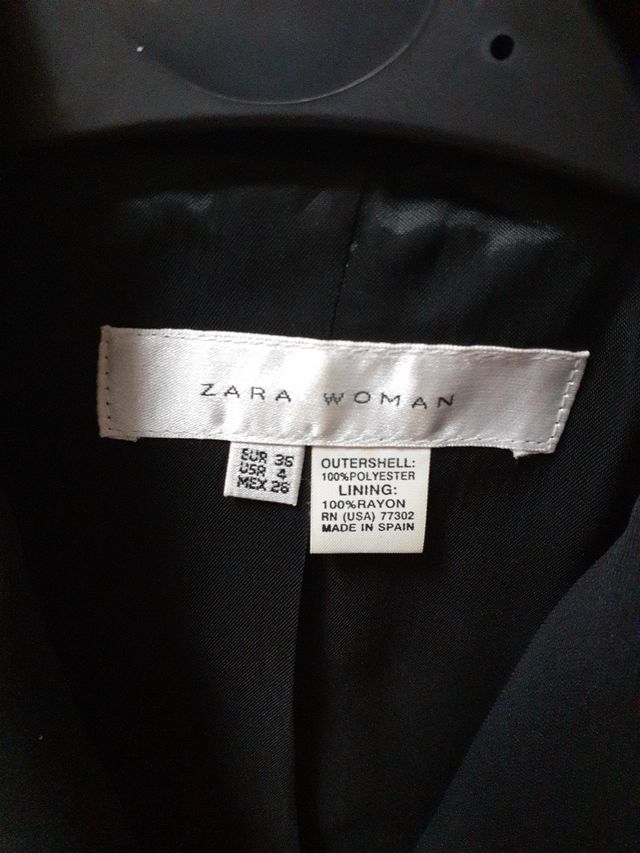 ZARA WOMAN
EUR 36
USA 4
MEX 26
OUTERSHELL:
100%POLYESTER
LINING:
100%RAYON
RN (USA) 77302
MADE IN SPAIN